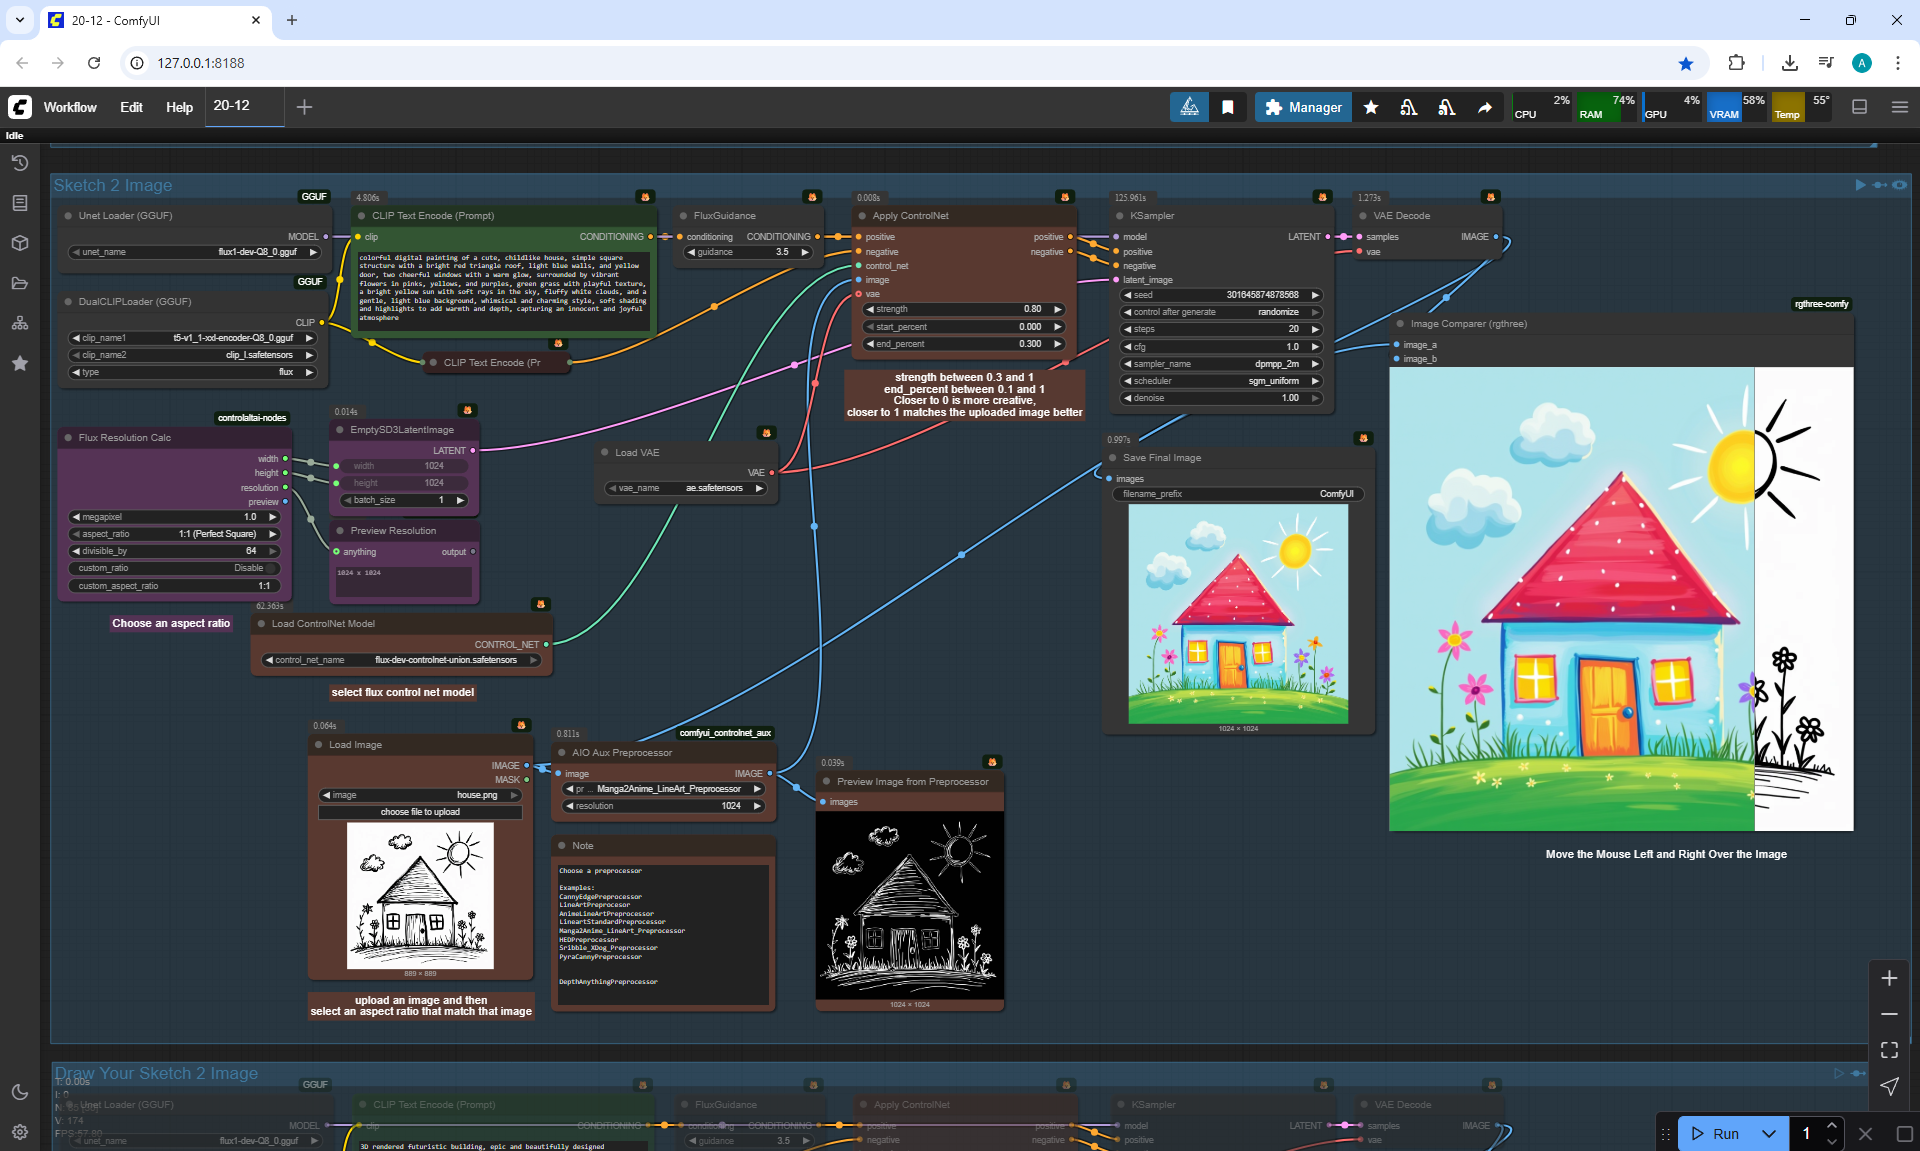 20-12 - ComfyUI
127.0.0.1:8188
A
Workflow
Edit
Help
20-12
Manager
CPU
2%
RAM
74%
GPU
4%
VRAM
58%
Temp
55°
Idle
Sketch 2 Image
GGUF
Unet Loader (GGUF)
MODEL
unet_name
flux1-dev-Q8_0.gguf
GGUF
DualCLIPLoader (GGUF)
CLIP
clip_name1
t5-v1_1-xxl-encoder-Q8_0.gguf
clip_name2
clip_l.safetensors
type
flux
4.806s
CLIP Text Encode (Prompt)
clip
CONDITIONING
colorful digital painting of a cute, childlike house, simple square
structure with a bright red triangle roof, light blue walls, and yellow
door, two cheerful windows with a warm glow, surrounded by vibrant
flowers in pinks, yellows, and purples, green grass with playful texture,
a bright yellow sun with soft rays in the sky, fluffy white clouds, and a
gentle, light blue background, whimsical and charming style, soft shading
and highlights to add warmth and depth, capturing an innocent and joyful
atmosphere
CLIP Text Encode (Pr
FluxGuidance
conditioning
CONDITIONING
guidance
3.5
0.008s
Apply ControlNet
positive
positive
negative
negative
control_net
image
vae
strength
0.80
start_percent
0.000
end_percent
0.300
strength between 0.3 and 1
end_percent between 0.1 and 1
Closer to 0 is more creative,
closer to 1 matches the uploaded image better
125.961s
KSampler
model
LATENT
positive
negative
latent_image
seed
301645874878568
control after generate
randomize
steps
20
cfg
1.0
sampler_name
dpmpp_2m
scheduler
sgm_uniform
denoise
1.00
1.273s
VAE Decode
samples
IMAGE
vae
rgthree-comfy
Image Comparer (rgthree)
image_a
image_b
Move the Mouse Left and Right Over the Image
controlaltai-nodes
Flux Resolution Calc
width
height
resolution
preview
megapixel
1.0
aspect_ratio
1:1 (Perfect Square)
divisible_by
64
custom_ratio
Disable
custom_aspect_ratio
1:1
Choose an aspect ratio
0.014s
EmptySD3LatentImage
LATENT
width
1024
height
1024
batch_size
1
Preview Resolution
anything
output
1024 x 1024
Load VAE
VAE
vae_name
ae.safetensors
62.363s
Load ControlNet Model
CONTROL_NET
control_net_name
flux-dev-controlnet-union.safetensors
select flux control net model
0.997s
Save Final Image
images
filename_prefix
ComfyUI
1024 × 1024
0.064s
Load Image
IMAGE
MASK
image
house.png
choose file to upload
889 × 889
upload an image and then
select an aspect ratio that match that image
0.811s
comfyui_controlnet_aux
AIO Aux Preprocessor
image
IMAGE
pr ...
Manga2Anime_LineArt_Preprocessor
resolution
1024
Note
Choose a preprocessor
Examples:
CannyEdgePreprocessor
LineArtPreprocesor
AnimeLineArtPreprocessor
LineartStandardPreprocessor
Manga2Anime_LineArt_Preprocessor
HEDPreprocessor
Sribble_XDog_Preprocessor
PyraCannyPreprocessor
DepthAnythingPreprocessor
0.039s
Preview Image from Preprocessor
images
1024 × 1024
Draw Your Sketch 2 Image
T: 0.00s
I: 0
V: 174
GGUF
Unet Loader (GGUF)
MODEL
unet_name
flux1-dev-Q8_0.gguf
CLIP Text Encode (Prompt)
clip
CONDITIONING
3D rendered futuristic building, epic and beautifully designed
FluxGuidance
conditioning
CONDITIONING
guidance
3.5
Apply ControlNet
positive
positive
negative
negative
KSampler
model
LATENT
positive
negative
VAE Decode
samples
IMAGE
vae
Run
1